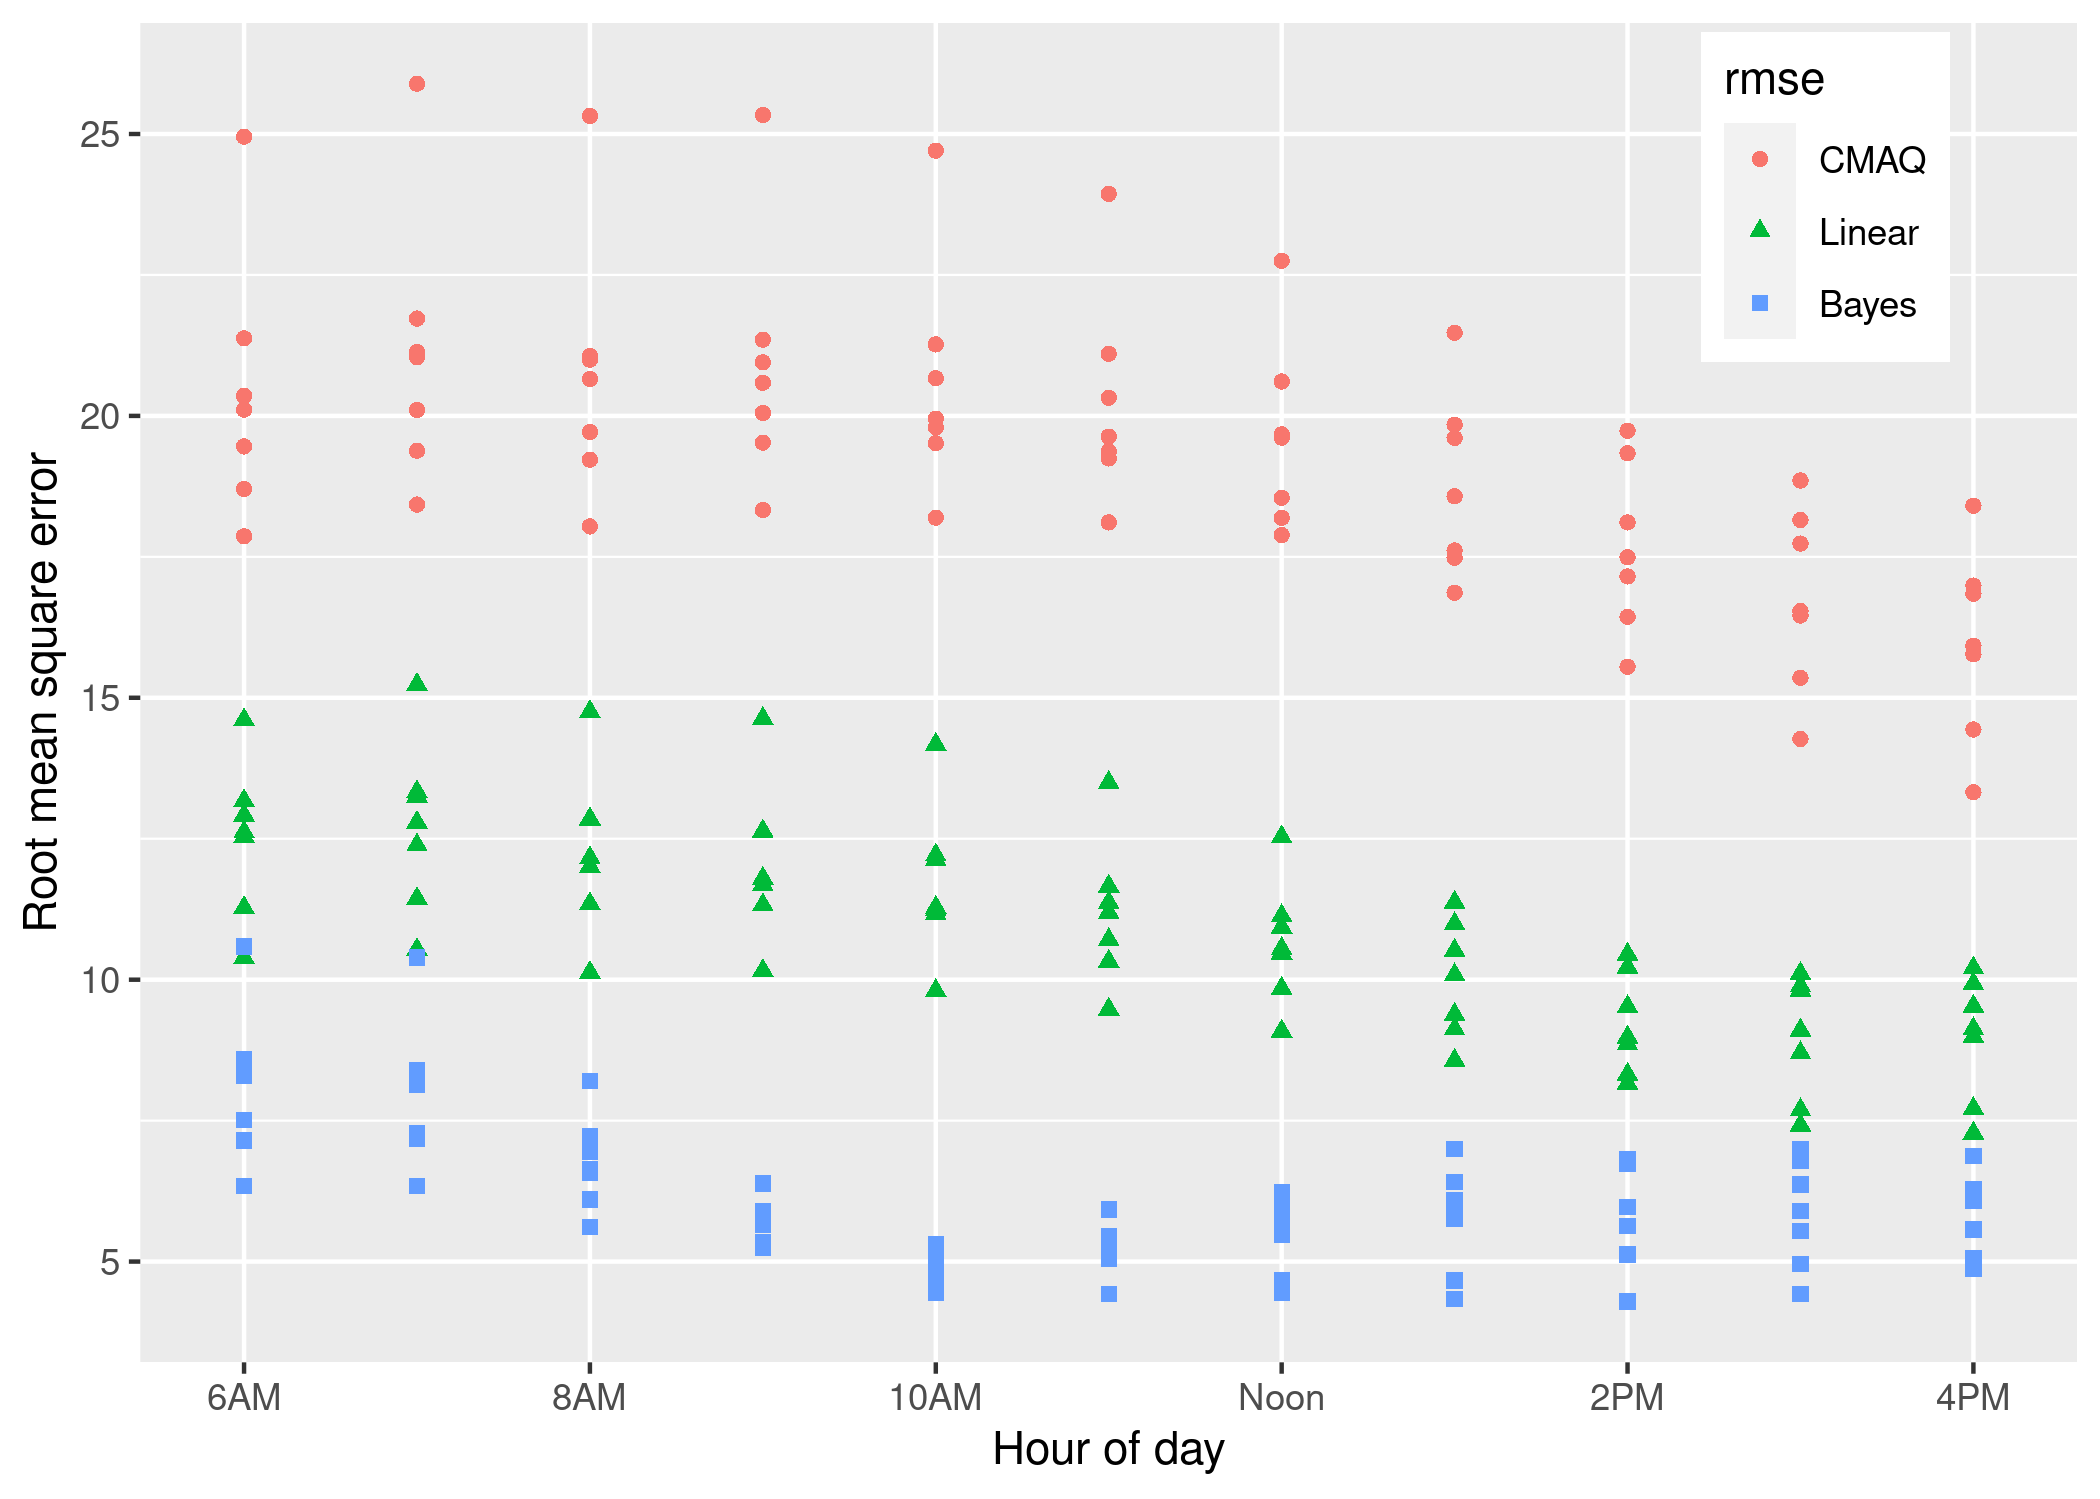 rmse
CMAQ
Linear
Bayes
Root mean square error
25
20
15
10
5
6AM 8AM 10AM Noon 2PM 4PM
Hour of day